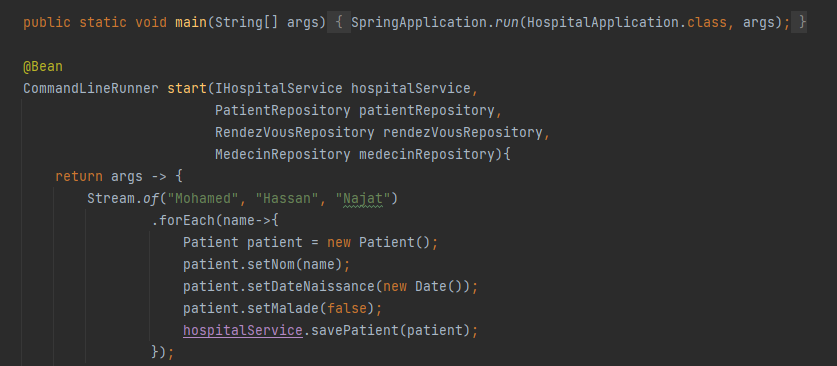 public static void main(String[] args) { SpringApplication.run(HospitalApplication.class, args); }
@Bean
CommandLineRunner start(IHospitalService hospitalService,
PatientRepository patientRepository,
RendezVousRepository rendezVousRepository,
MedecinRepository medecinRepository){
return args -> {
Stream.of("Mohamed", "Hassan", "Najat")
.forEach(name->{
Patient patient = new Patient();
patient.setNom(name);
patient.setDateNaissance(new Date());
patient.setMalade(false);
hospitalService.savePatient(patient);
});